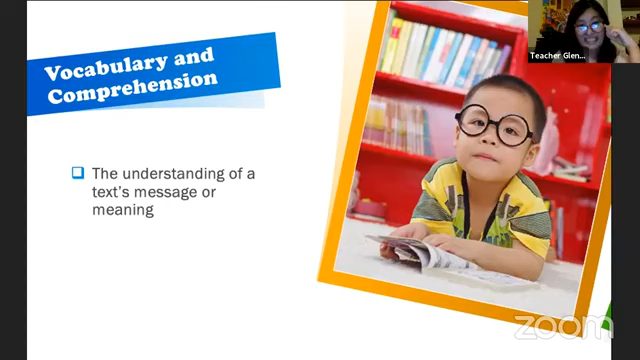 Vocabulary and
Comprehension
The understanding of a
text's message or
meaning
Teacher Glen...
zoom